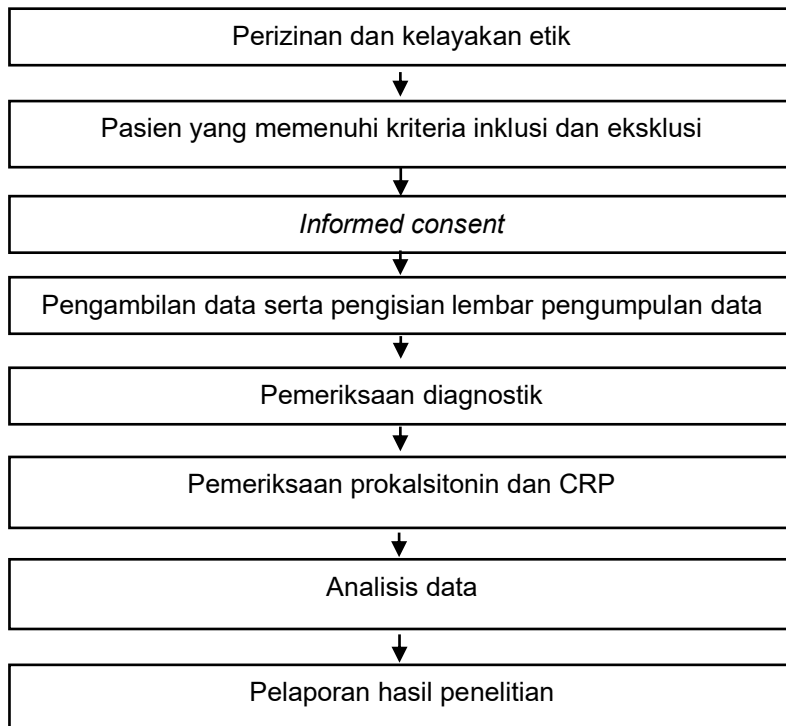 Perizinan dan kelayakan etik
Pasien yang memenuhi kriteria inklusi dan eksklusi
Informed consent
Pengambilan data serta pengisian lembar pengumpulan data
Pemeriksaan diagnostik
Pemeriksaan prokalsitonin dan CRP
Analisis data
Pelaporan hasil penelitian